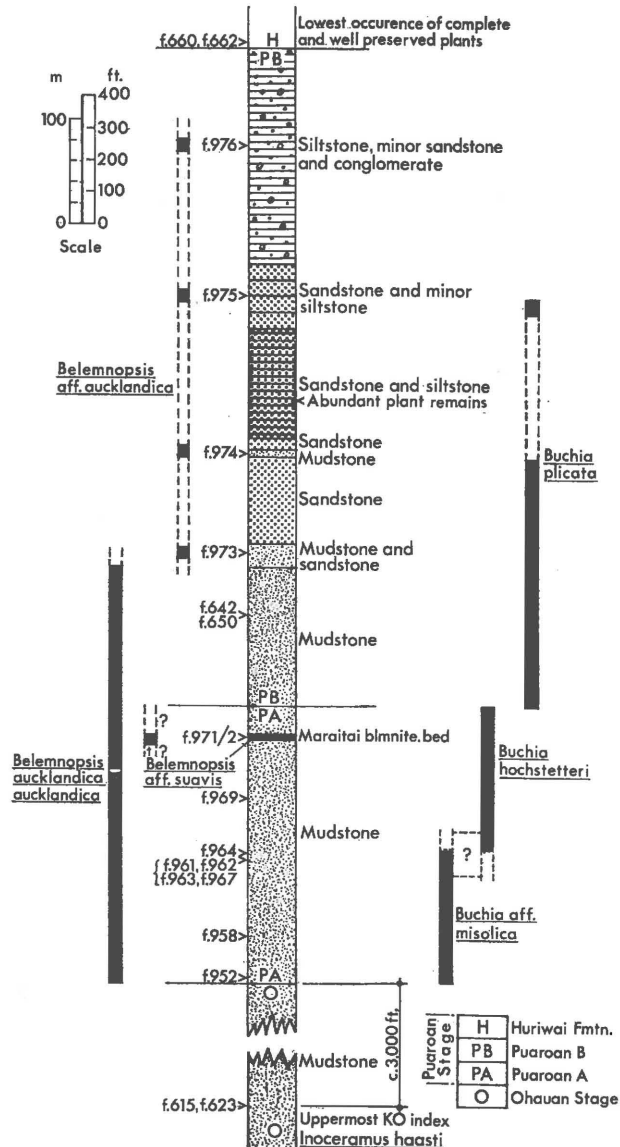 Lowest occurence of complete
f.660, f.662> H and well preserved plants
PB
m ft.
400
100 300
200
100
0 0
Scale
f.976> Siltstone, minor sandstone
and conglomerate
f.975> Sandstone and minor
siltstone
Belemnopsis
aff. aucklandica
Sandstone and siltstone
<Abundant plant remains
Sandstone
f.974> Mudstone
Buchia
plicata
Sandstone
f.973> Mudstone and
sandstone
f.642>
f.650
Mudstone
PB
PA
?
?
f.971/2> Maraitai blmnite. bed
Belemnopsis
aucklandica
aucklandica
Belemnopsis
aff. suavis
Buchia
hochstetteri
f.969>
Mudstone
f.964>
{f.961, f.962>
{f.963, f.967
?
Buchia aff.
misolica
f.958>
f.952> PA
O
c.3,000 ft.
Mudstone
f.615, f.623>
Uppermost KO index
O Inoceramus haasti
Puaroan
Stage
H Huriwai Fmtn.
PB Puaroan B
PA Puaroan A
O Ohauan Stage